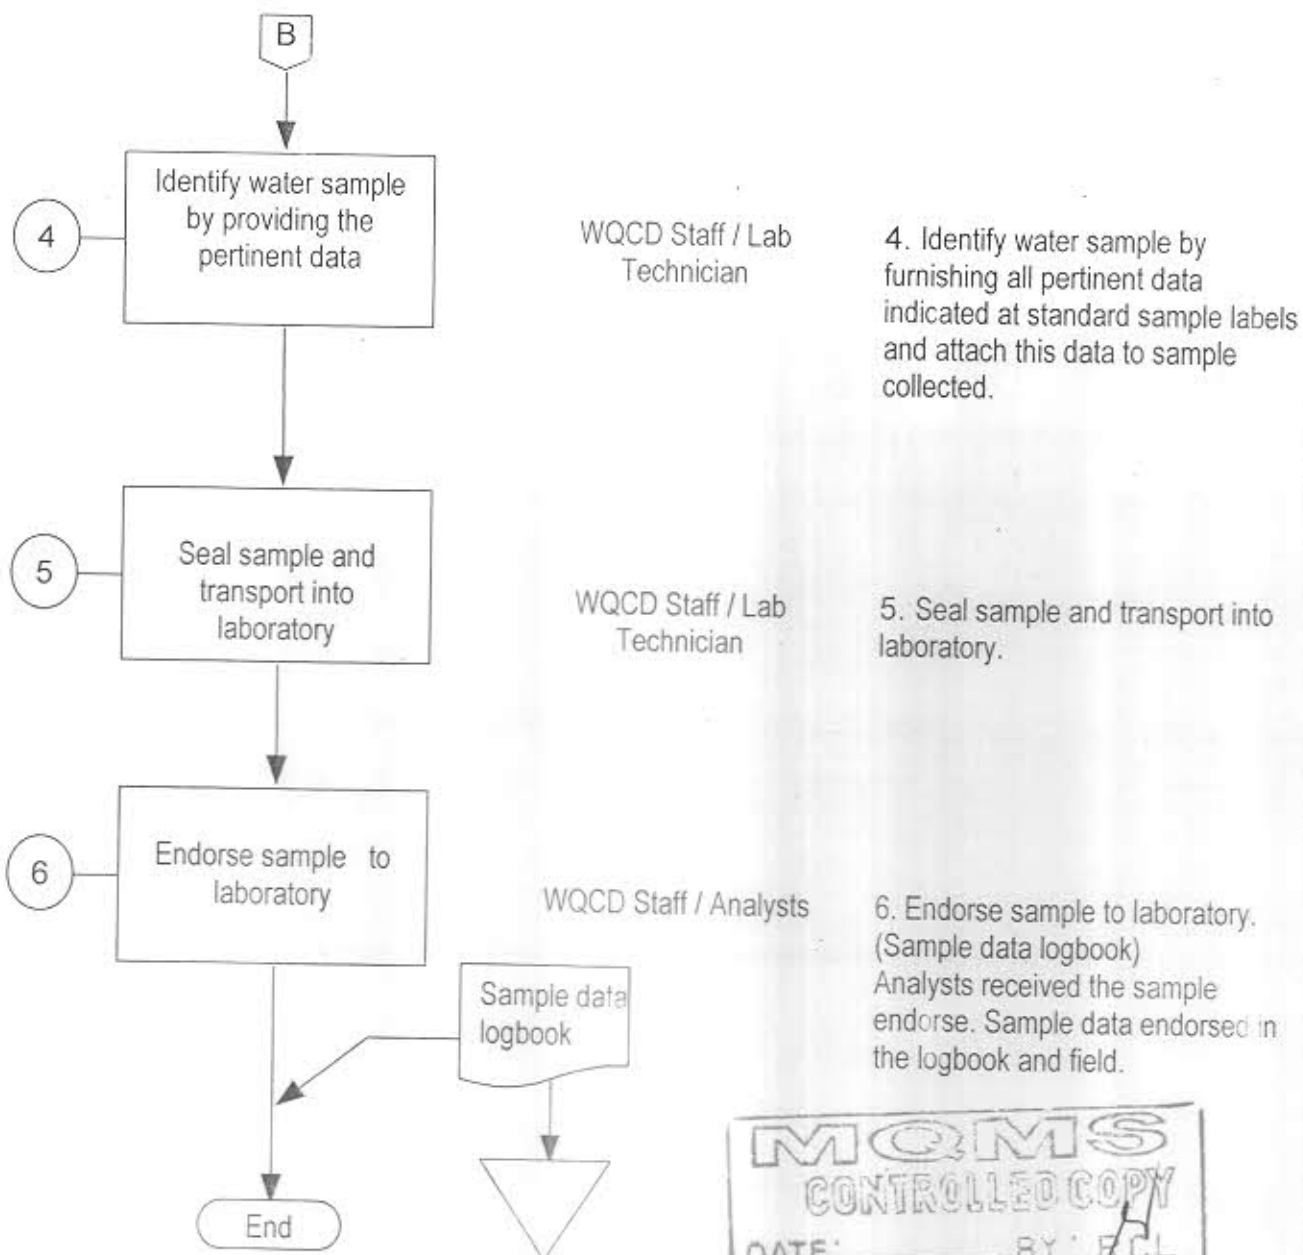 B
Identify water sample
by providing the
pertinent data
4
WQCD Staff / Lab
Technician
4. Identify water sample by
furnishing all pertinent data
indicated at standard sample labels
and attach this data to sample
collected.
Seal sample and
transport into
laboratory
5
WQCD Staff / Lab
Technician
5. Seal sample and transport into
laboratory.
Endorse sample to
laboratory
6
WQCD Staff / Analysts
6. Endorse sample to laboratory.
(Sample data logbook)
Analysts received the sample
endorse. Sample data endorsed in
the logbook and field.
Sample data
logbook
End
MQMS
CONTROLLED COPY
DATE: BY: